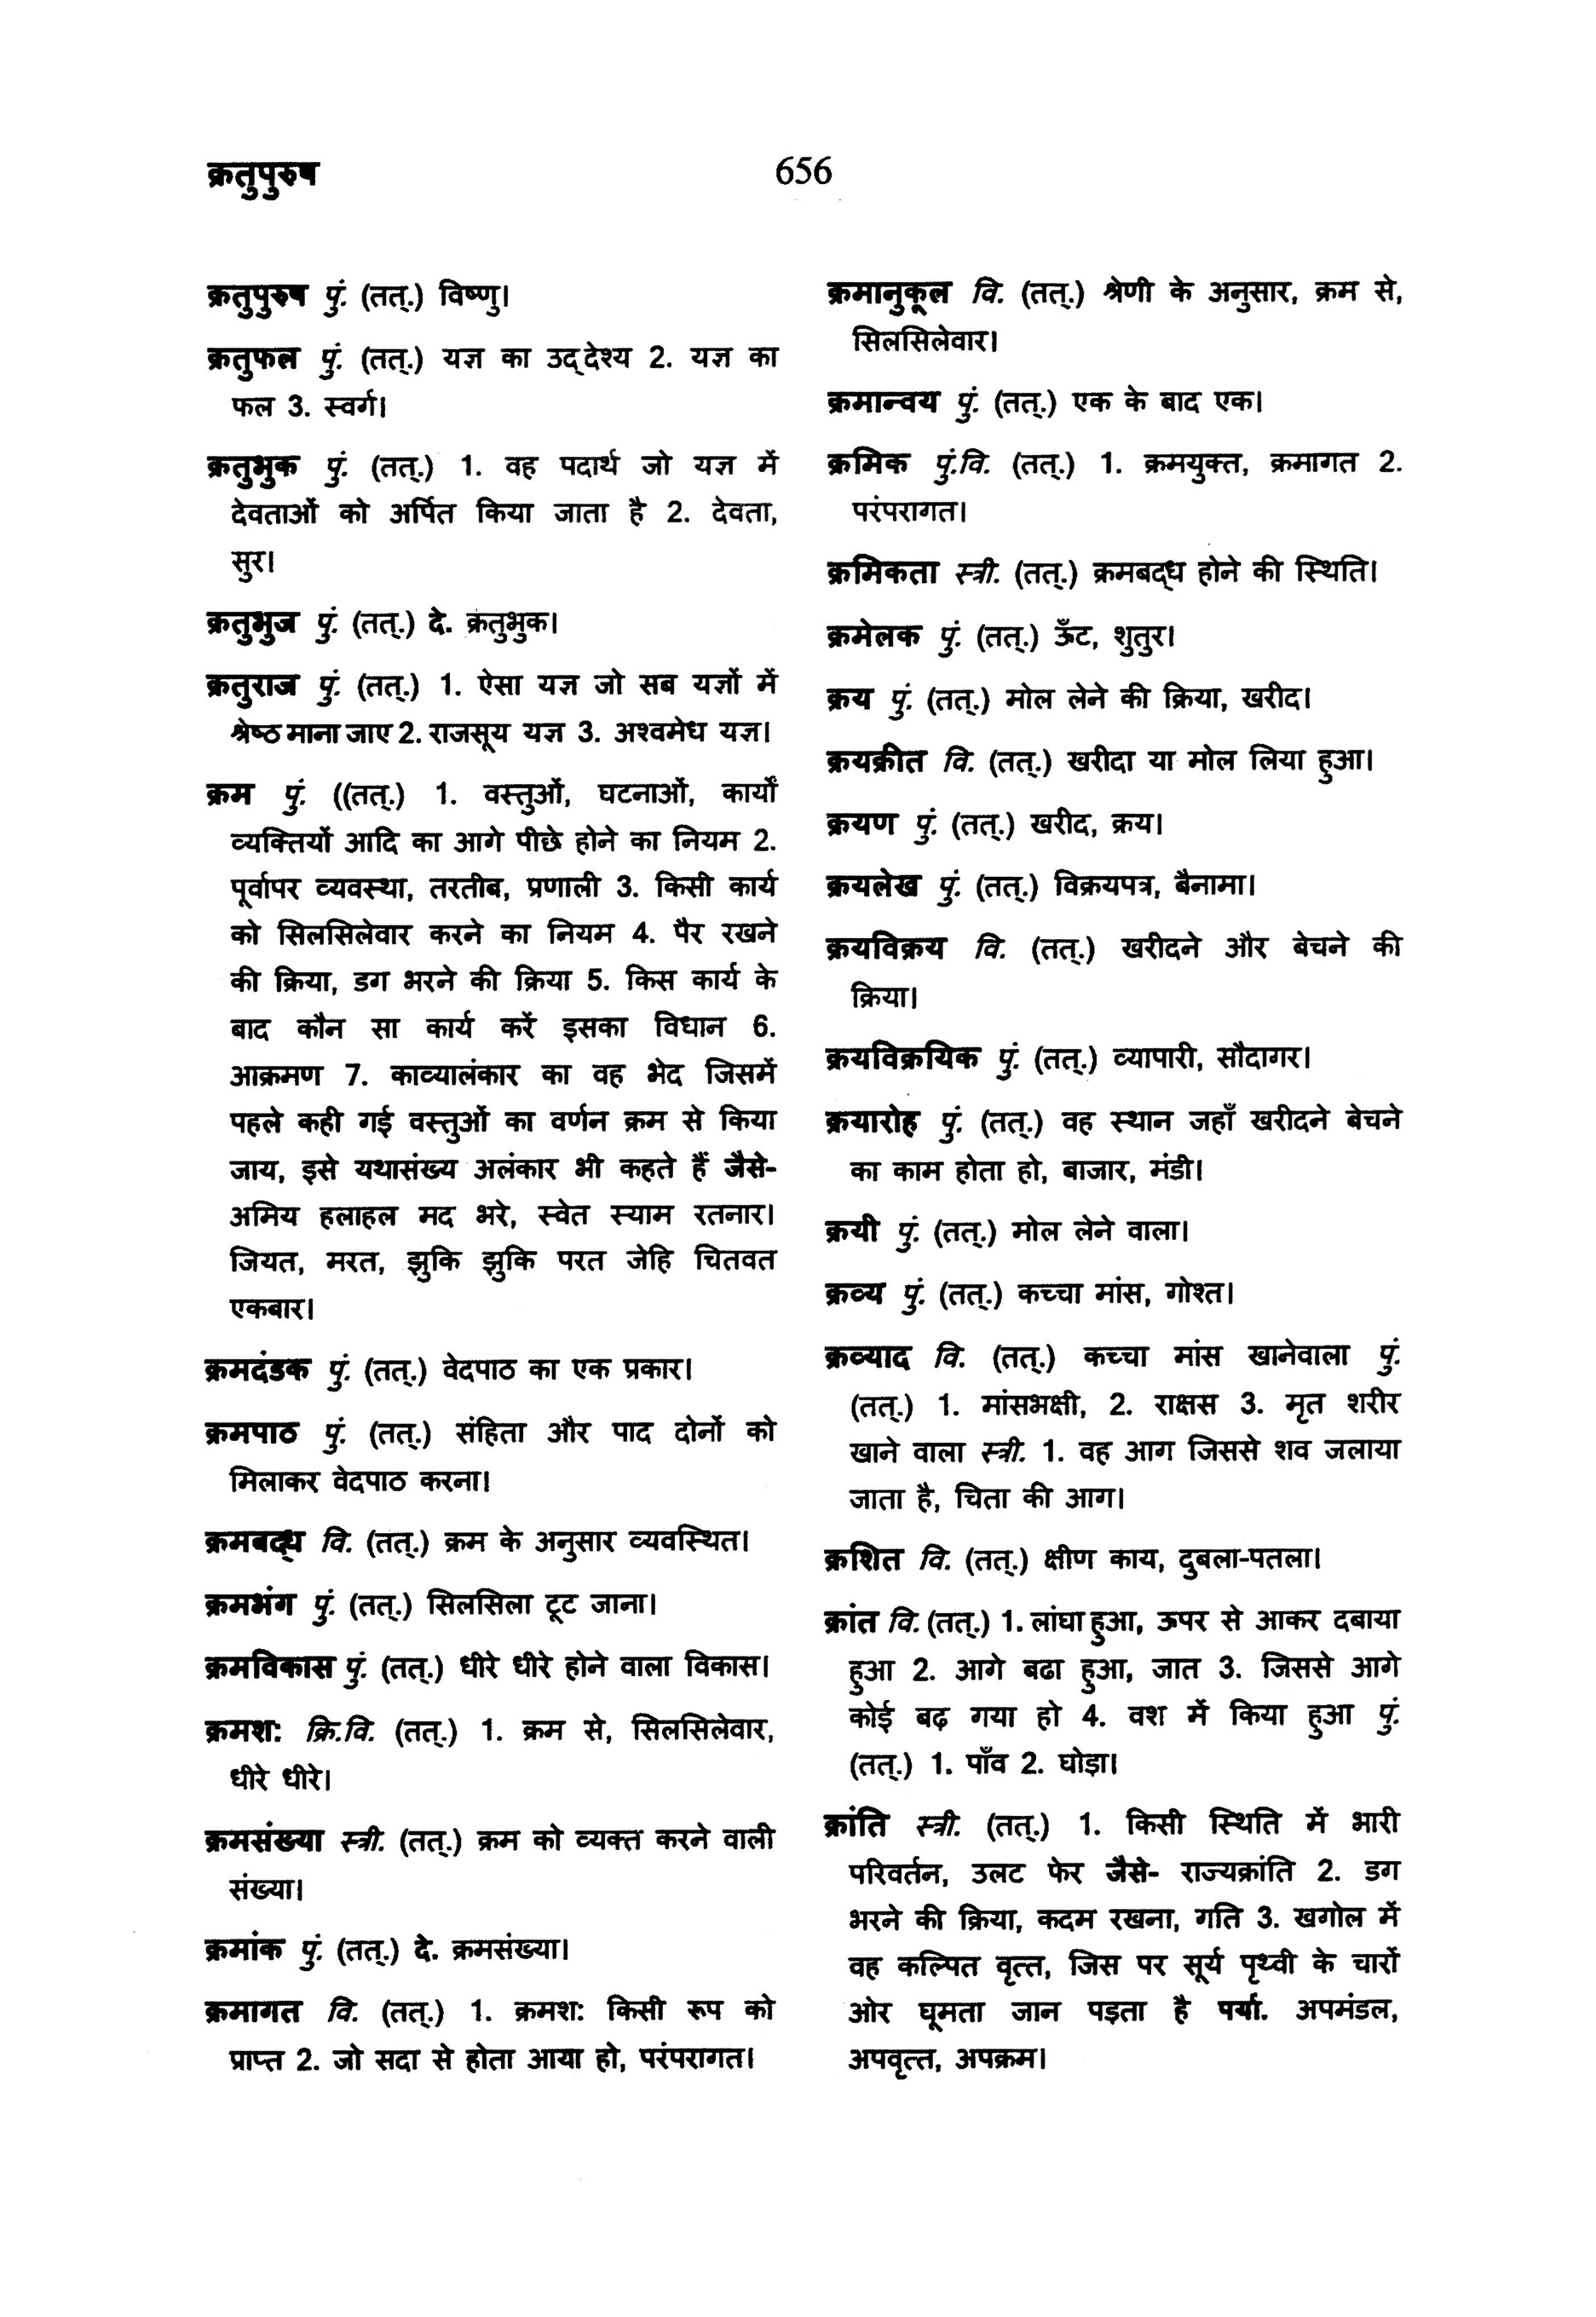 क्रतुपुरुष
656
क्रतुपुरुष पुं. (तत्.) विष्णु।
क्रतुफल पुं. (तत्.) यज्ञ का उद्‌देश्य 2. यज्ञ का
फल 3. स्वर्ग।
क्रतुभुक पुं. (तत्.) 1. वह पदार्थ जो यज्ञ में
देवताओं को अर्पित किया जाता है 2. देवता,
सुर।
क्रतुभुज पुं. (तत्.) दे. क्रतुभुक।
क्रतुराज पुं. (तत्.) 1. ऐसा यज्ञ जो सब यज्ञों में
श्रेष्ठ माना जाए 2. राजसूय यज्ञ 3. अश्वमेध यज्ञ।
क्रम पुं. ((तत्.) 1. वस्तुओं, घटनाओं, कार्यों
व्यक्तियों आदि का आगे पीछे होने का नियम 2.
पूर्वापर व्यवस्था, तरतीब, प्रणाली 3. किसी कार्य
को सिलसिलेवार करने का नियम 4. पैर रखने
की क्रिया, डग भरने की क्रिया 5. किस कार्य के
बाद कौन सा कार्य करें इसका विधान 6.
आक्रमण 7. काव्यालंकार का वह भेद जिसमें
पहले कही गई वस्तुओं का वर्णन क्रम से किया
जाय, इसे यथासंख्य अलंकार भी कहते हैं जैसे-
अमिय हलाहल मद भरे, स्वेत स्याम रतनार।
जियत, मरत, झुकि झुकि परत जेहि चितवत
एकबार।
क्रमदंडक पुं. (तत्.) वेदपाठ का एक प्रकार।
क्रमपाठ पुं. (तत्.) संहिता और पाद दोनों को
मिलाकर वेदपाठ करना।
क्रमबद्‌ध वि. (तत्.) क्रम के अनुसार व्यवस्थित।
क्रमभंग पुं. (तत्.) सिलसिला टूट जाना।
क्रमविकास पुं. (तत्.) धीरे धीरे होने वाला विकास।
क्रमश: क्रि.वि. (तत्.) 1. क्रम से, सिलसिलेवार,
धीरे धीरे।
क्रमसंख्या स्त्री. (तत्.) क्रम को व्यक्त करने वाली
संख्या।
क्रमांक पुं. (तत्.) दे. क्रमसंख्या।
क्रमागत वि. (तत्.) 1. क्रमश: किसी रूप को
प्राप्त 2. जो सदा से होता आया हो, परंपरागत।
क्रमानुकूल वि. (तत्.) श्रेणी के अनुसार, क्रम से,
सिलसिलेवार।
क्रमान्वय पुं. (तत्.) एक के बाद एक।
क्रमिक पुं.वि. (तत्.) 1. क्रमयुक्त, क्रमागत 2.
परंपरागत।
क्रमिकता स्त्री. (तत्.) क्रमबद्‌ध होने की स्थिति।
क्रमेलक पुं. (तत्.) ऊँट, शुतुर।
क्रय पुं. (तत्.) मोल लेने की क्रिया, खरीद।
क्रयक्रीत वि. (तत्.) खरीदा या मोल लिया हुआ।
क्रयण पुं. (तत्.) खरीद, क्रय।
क्रयलेख पुं. (तत्.) विक्रयपत्र, बैनामा।
क्रयविक्रय वि. (तत्.) खरीदने और बेचने की
क्रिया।
क्रयविक्रयिक पुं. (तत्.) व्यापारी, सौदागर।
क्रयारोह पुं. (तत्.) वह स्थान जहाँ खरीदने बेचने
का काम होता हो, बाजार, मंडी।
क्रयी पुं. (तत्.) मोल लेने वाला।
क्रव्य पुं. (तत्.) कच्चा मांस, गोश्त।
क्रव्याद वि. (तत्.) कच्चा मांस खानेवाला पुं.
(तत्.) 1. मांसभक्षी, 2. राक्षस 3. मृत शरीर
खाने वाला स्त्री. 1. वह आग जिससे शव जलाया
जाता है, चिता की आग।
क्रशित वि. (तत्.) क्षीण काय, दुबला-पतला।
क्रांत वि. (तत्.) 1. लांघा हुआ, ऊपर से आकर दबाया
हुआ 2. आगे बढा हुआ, जात 3. जिससे आगे
कोई बढ़ गया हो 4. वश में किया हुआ पुं.
(तत्.) 1. पाँव 2. घोड़ा।
क्रांति स्त्री. (तत्.) 1. किसी स्थिति में भारी
परिवर्तन, उलट फेर जैसे- राज्यक्रांति 2. डग
भरने की क्रिया, कदम रखना, गति 3. खगोल में
वह कल्पित वृत्त, जिस पर सूर्य पृथ्वी के चारों
ओर घूमता जान पड़ता है पर्या. अपमंडल,
अपवृत्त, अपक्रम।